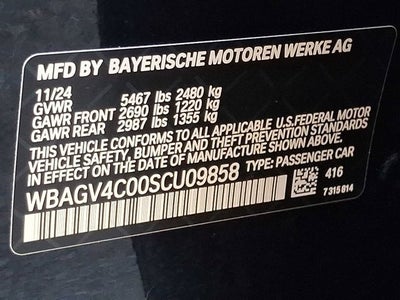 MFD BY BAYERISCHE MOTOREN WERKE AG
11/24
GVWR 5467 lbs 2480 kg
GAWR FRONT 2690 lbs 1220 kg
GAWR REAR 2987 lbs 1355 kg
THIS VEHICLE CONFORMS TO ALL APPLICABLE U.S.FEDERAL MOTOR
VEHICLE SAFETY, BUMPER AND THEFT PREVENTION STANDARDS
IN EFFECT ON THE DATE OF MANUFACTURE SHOWN ABOVE.
WBAGV4C00SCU09858 TYPE: PASSENGER CAR
416
7315814